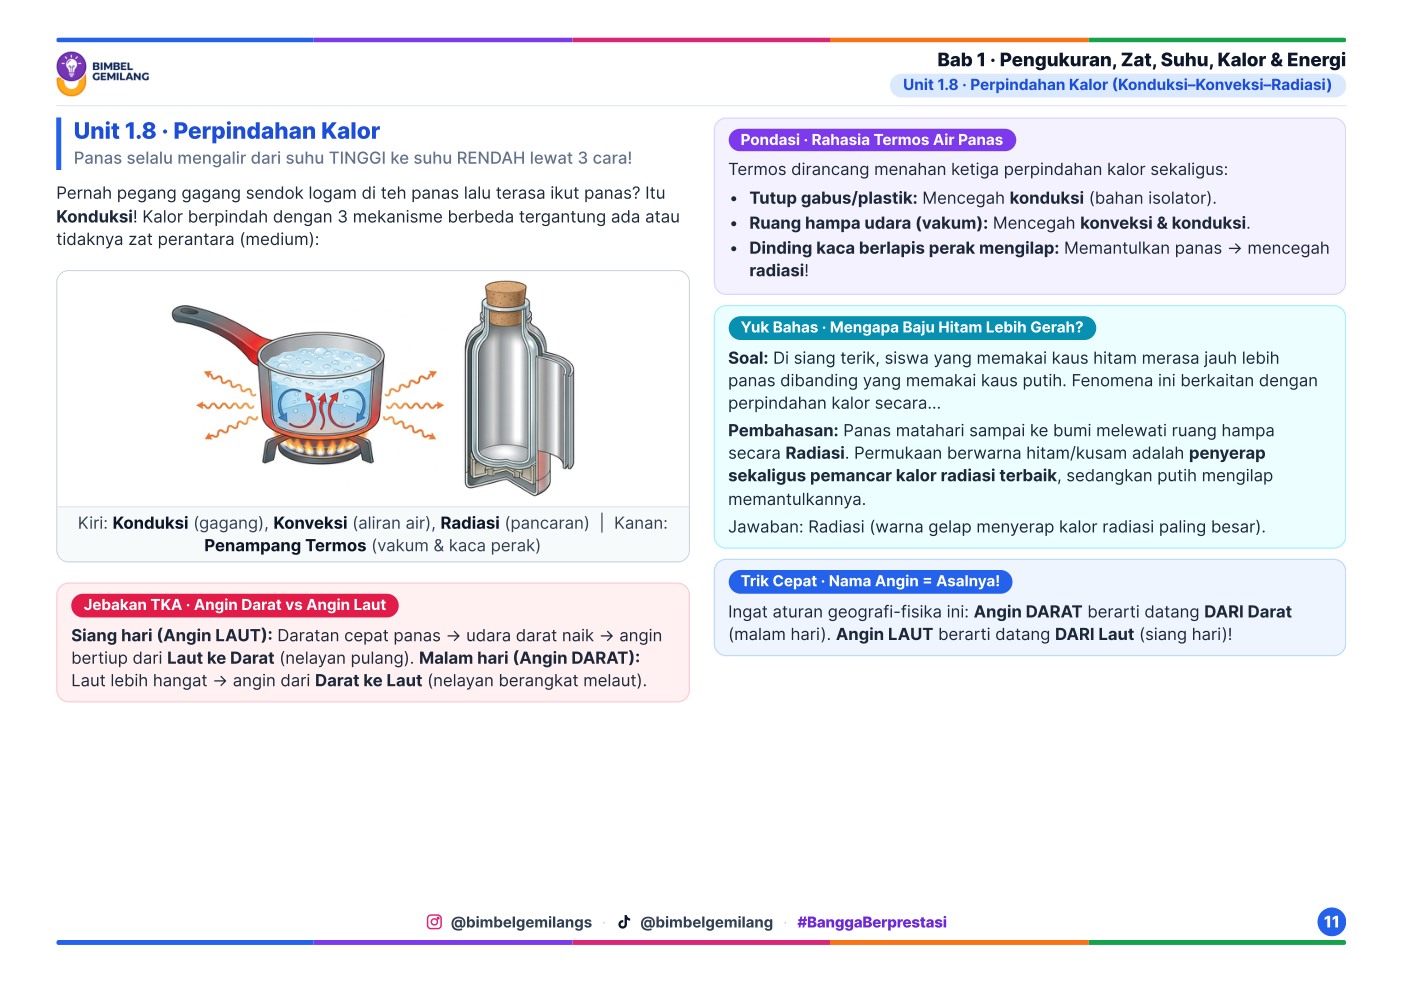 BIMBEL
GEMILANG
Bab 1 · Pengukuran, Zat, Suhu, Kalor & Energi
Unit 1.8 · Perpindahan Kalor (Konduksi–Konveksi–Radiasi)
Unit 1.8 · Perpindahan Kalor
Panas selalu mengalir dari suhu TINGGI ke suhu RENDAH lewat 3 cara!
Pernah pegang gagang sendok logam di teh panas lalu terasa ikut panas? Itu
Konduksi! Kalor berpindah dengan 3 mekanisme berbeda tergantung ada atau
tidaknya zat perantara (medium):
Kiri: Konduksi (gagang), Konveksi (aliran air), Radiasi (pancaran) | Kanan:
Penampang Termos (vakum & kaca perak)
Jebakan TKA · Angin Darat vs Angin Laut
Siang hari (Angin LAUT): Daratan cepat panas → udara darat naik → angin
bertiup dari Laut ke Darat (nelayan pulang). Malam hari (Angin DARAT):
Laut lebih hangat → angin dari Darat ke Laut (nelayan berangkat melaut).
Pondasi · Rahasia Termos Air Panas
Termos dirancang menahan ketiga perpindahan kalor sekaligus:
• Tutup gabus/plastik: Mencegah konduksi (bahan isolator).
• Ruang hampa udara (vakum): Mencegah konveksi & konduksi.
• Dinding kaca berlapis perak mengilap: Memantulkan panas → mencegah
radiasi!
Yuk Bahas · Mengapa Baju Hitam Lebih Gerah?
Soal: Di siang terik, siswa yang memakai kaus hitam merasa jauh lebih
panas dibanding yang memakai kaus putih. Fenomena ini berkaitan dengan
perpindahan kalor secara...
Pembahasan: Panas matahari sampai ke bumi melewati ruang hampa
secara Radiasi. Permukaan berwarna hitam/kusam adalah penyerap
sekaligus pemancar kalor radiasi terbaik, sedangkan putih mengilap
memantulkannya.
Jawaban: Radiasi (warna gelap menyerap kalor radiasi paling besar).
Trik Cepat · Nama Angin = Asalnya!
Ingat aturan geografi-fisika ini: Angin DARAT berarti datang DARI Darat
(malam hari). Angin LAUT berarti datang DARI Laut (siang hari)!
@bimbelgemilangs · @bimbelgemilang · #BanggaBerprestasi
11